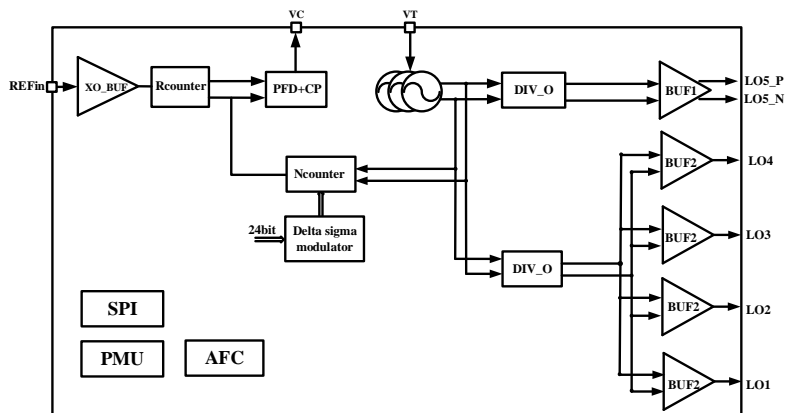 VC
VT
REFin
XO_BUF
Rcounter
PFD+CP
DIV_O
BUF1
LO5_P
LO5_N
Ncounter
24bit
Delta sigma
modulator
DIV_O
BUF2
LO4
BUF2
LO3
BUF2
LO2
BUF2
LO1
SPI
PMU
AFC